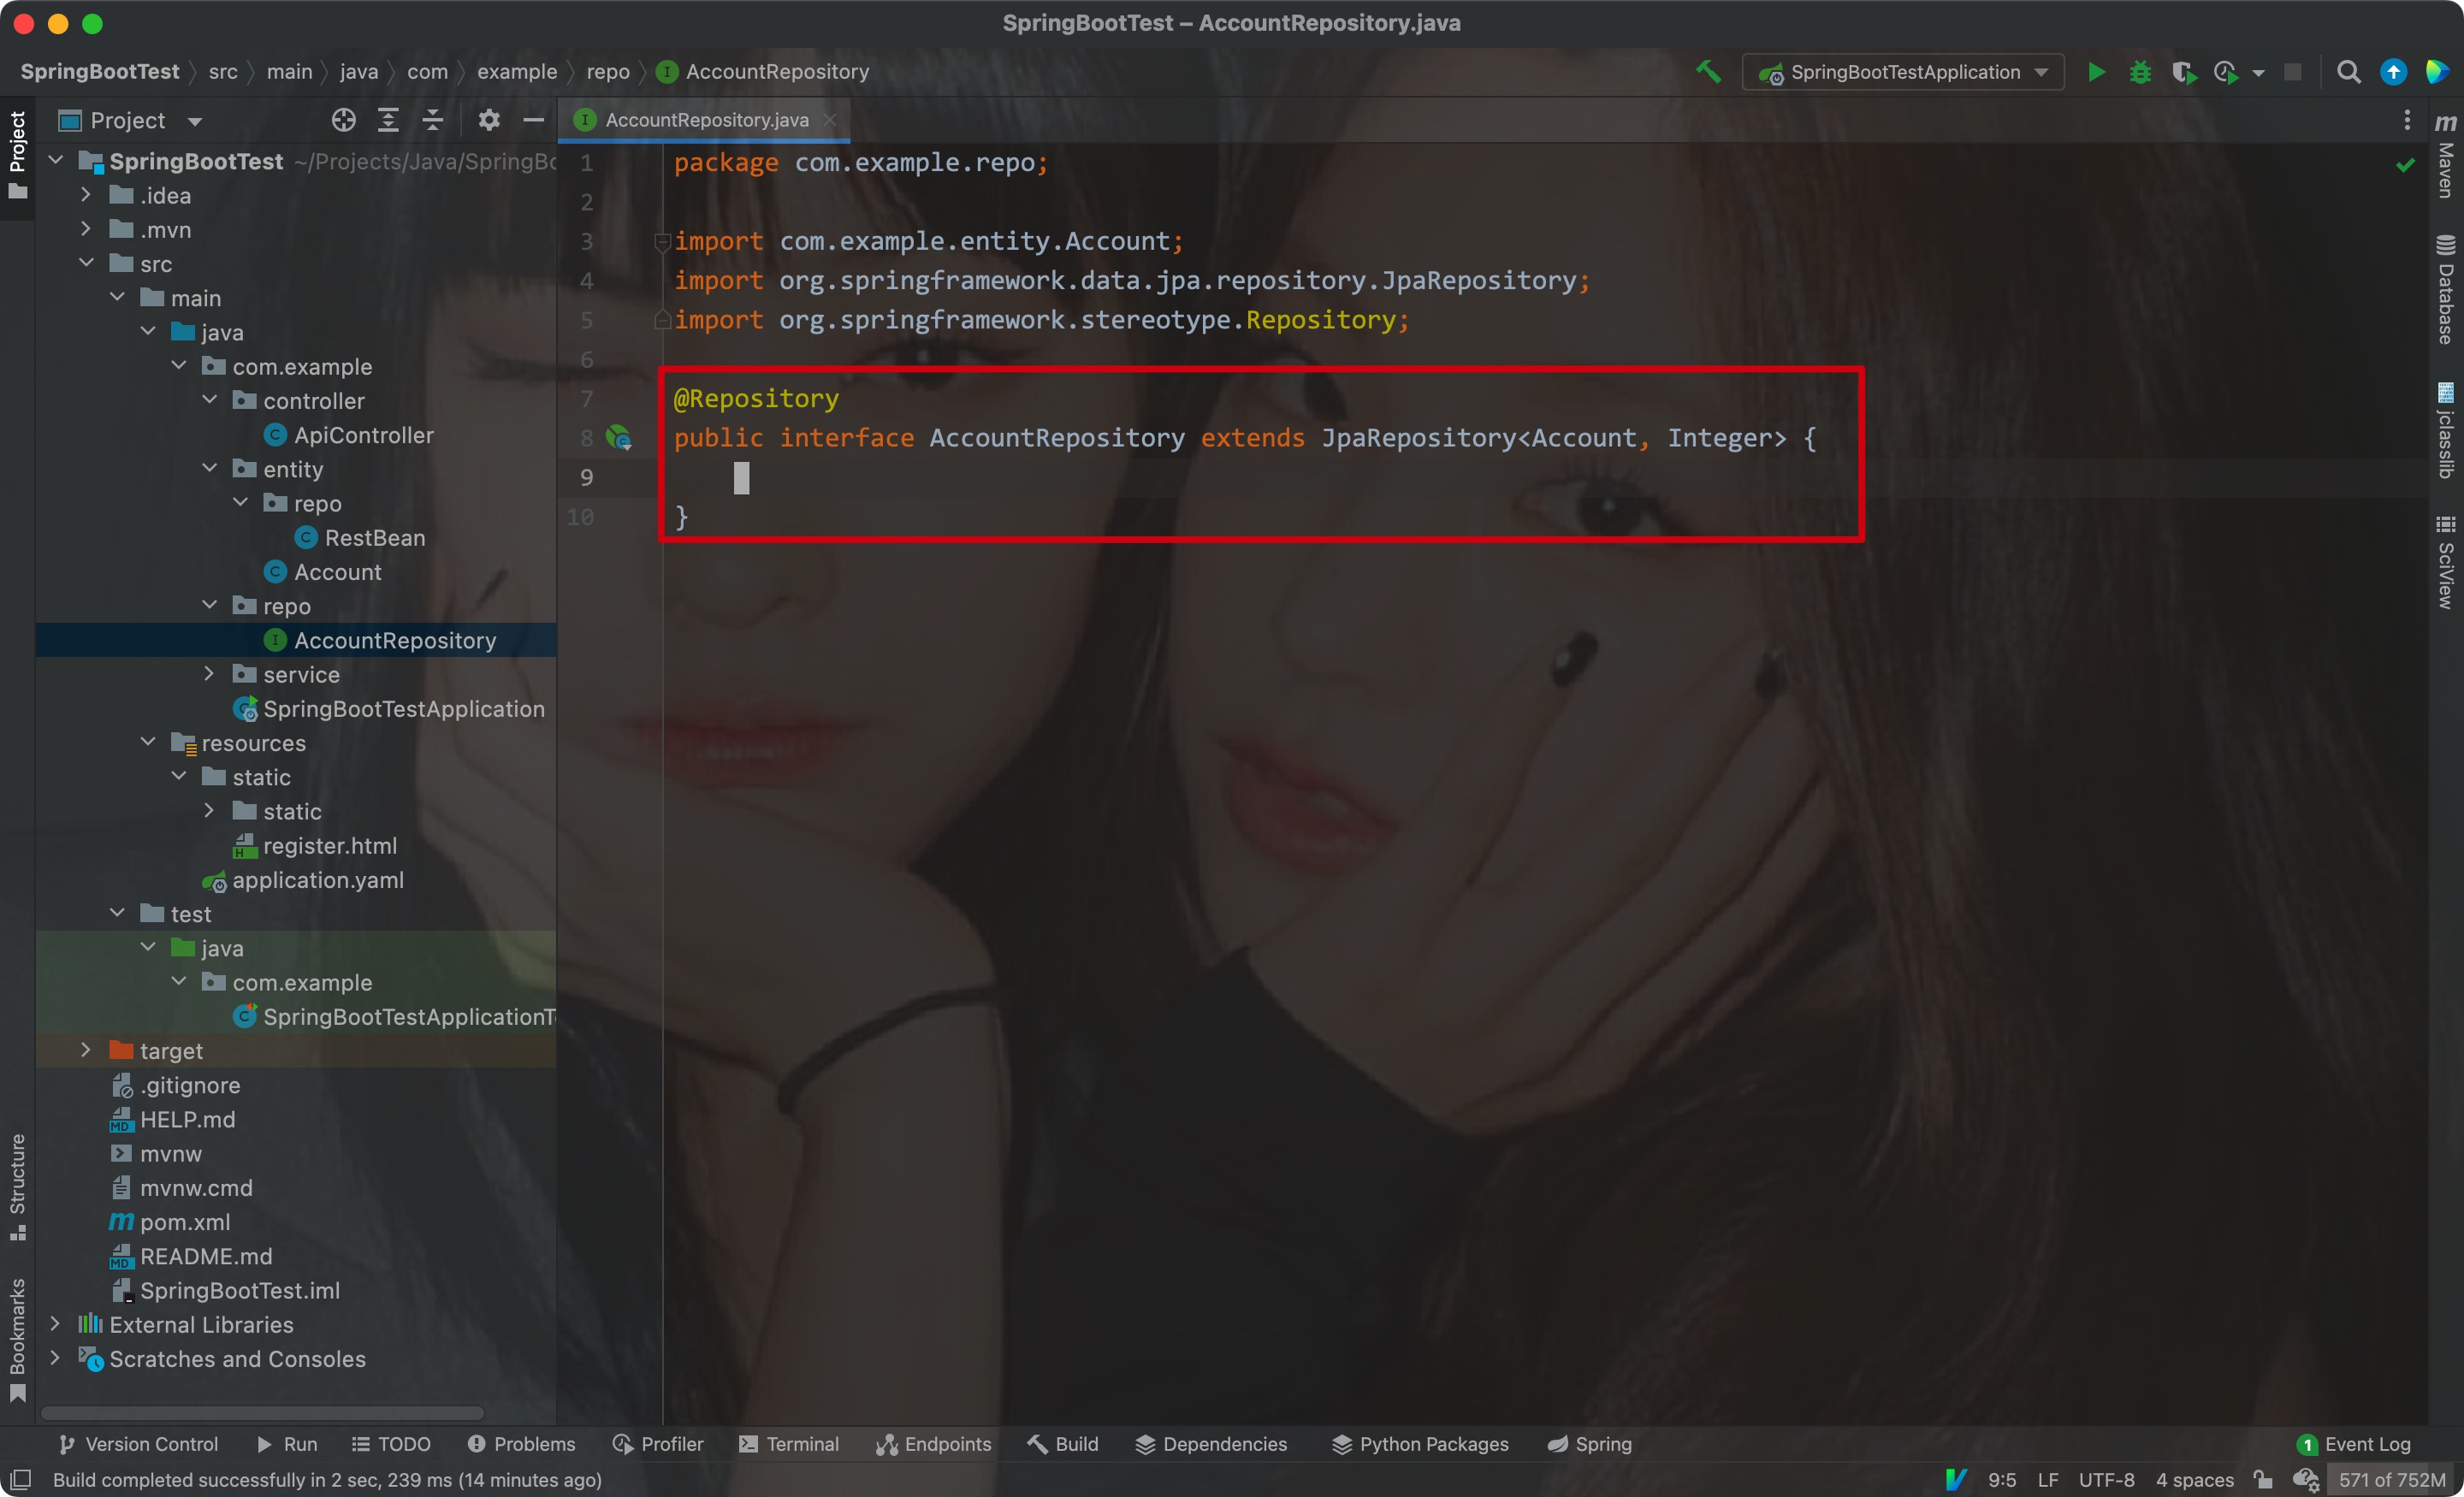 SpringBootTest – AccountRepository.java
SpringBootTest src main java com example repo AccountRepository
SpringBootTestApplication
Project
AccountRepository.java
Project
Structure
Bookmarks
SpringBootTest ~/Projects/Java/SpringBo
.idea
.mvn
src
main
java
com.example
controller
ApiController
entity
repo
RestBean
Account
repo
AccountRepository
service
SpringBootTestApplication
resources
static
static
register.html
application.yaml
test
java
com.example
SpringBootTestApplicationT
target
.gitignore
HELP.md
mvnw
mvnw.cmd
pom.xml
README.md
SpringBootTest.iml
External Libraries
Scratches and Consoles
1 package com.example.repo;
2
3 import com.example.entity.Account;
4 import org.springframework.data.jpa.repository.JpaRepository;
5 import org.springframework.stereotype.Repository;
6
7 @Repository
8 public interface AccountRepository extends JpaRepository<Account, Integer> {
9
10 }
Maven
Database
jclasslib
SciView
Version Control Run TODO Problems Profiler Terminal Endpoints Build Dependencies Python Packages Spring 1 Event Log
Build completed successfully in 2 sec, 239 ms (14 minutes ago) 9:5 LF UTF-8 4 spaces 571 of 752M